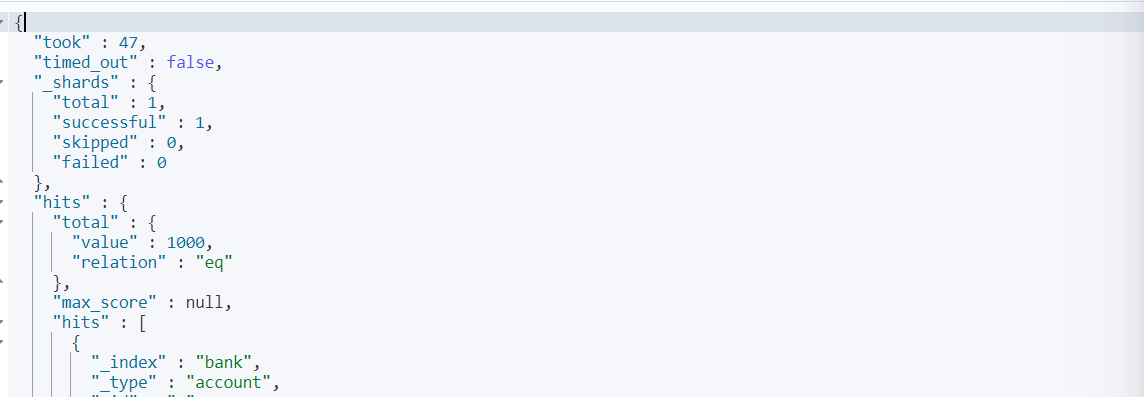 {
"took" : 47,
"timed_out" : false,
"_shards" : {
"total" : 1,
"successful" : 1,
"skipped" : 0,
"failed" : 0
},
"hits" : {
"total" : {
"value" : 1000,
"relation" : "eq"
},
"max_score" : null,
"hits" : [
{
"_index" : "bank",
"_type" : "account",